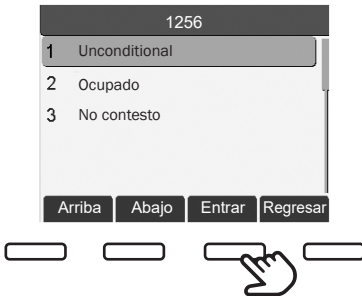 1256
1 Unconditional
2 Ocupado
3 No contesto
Arriba Abajo Entrar Regresar